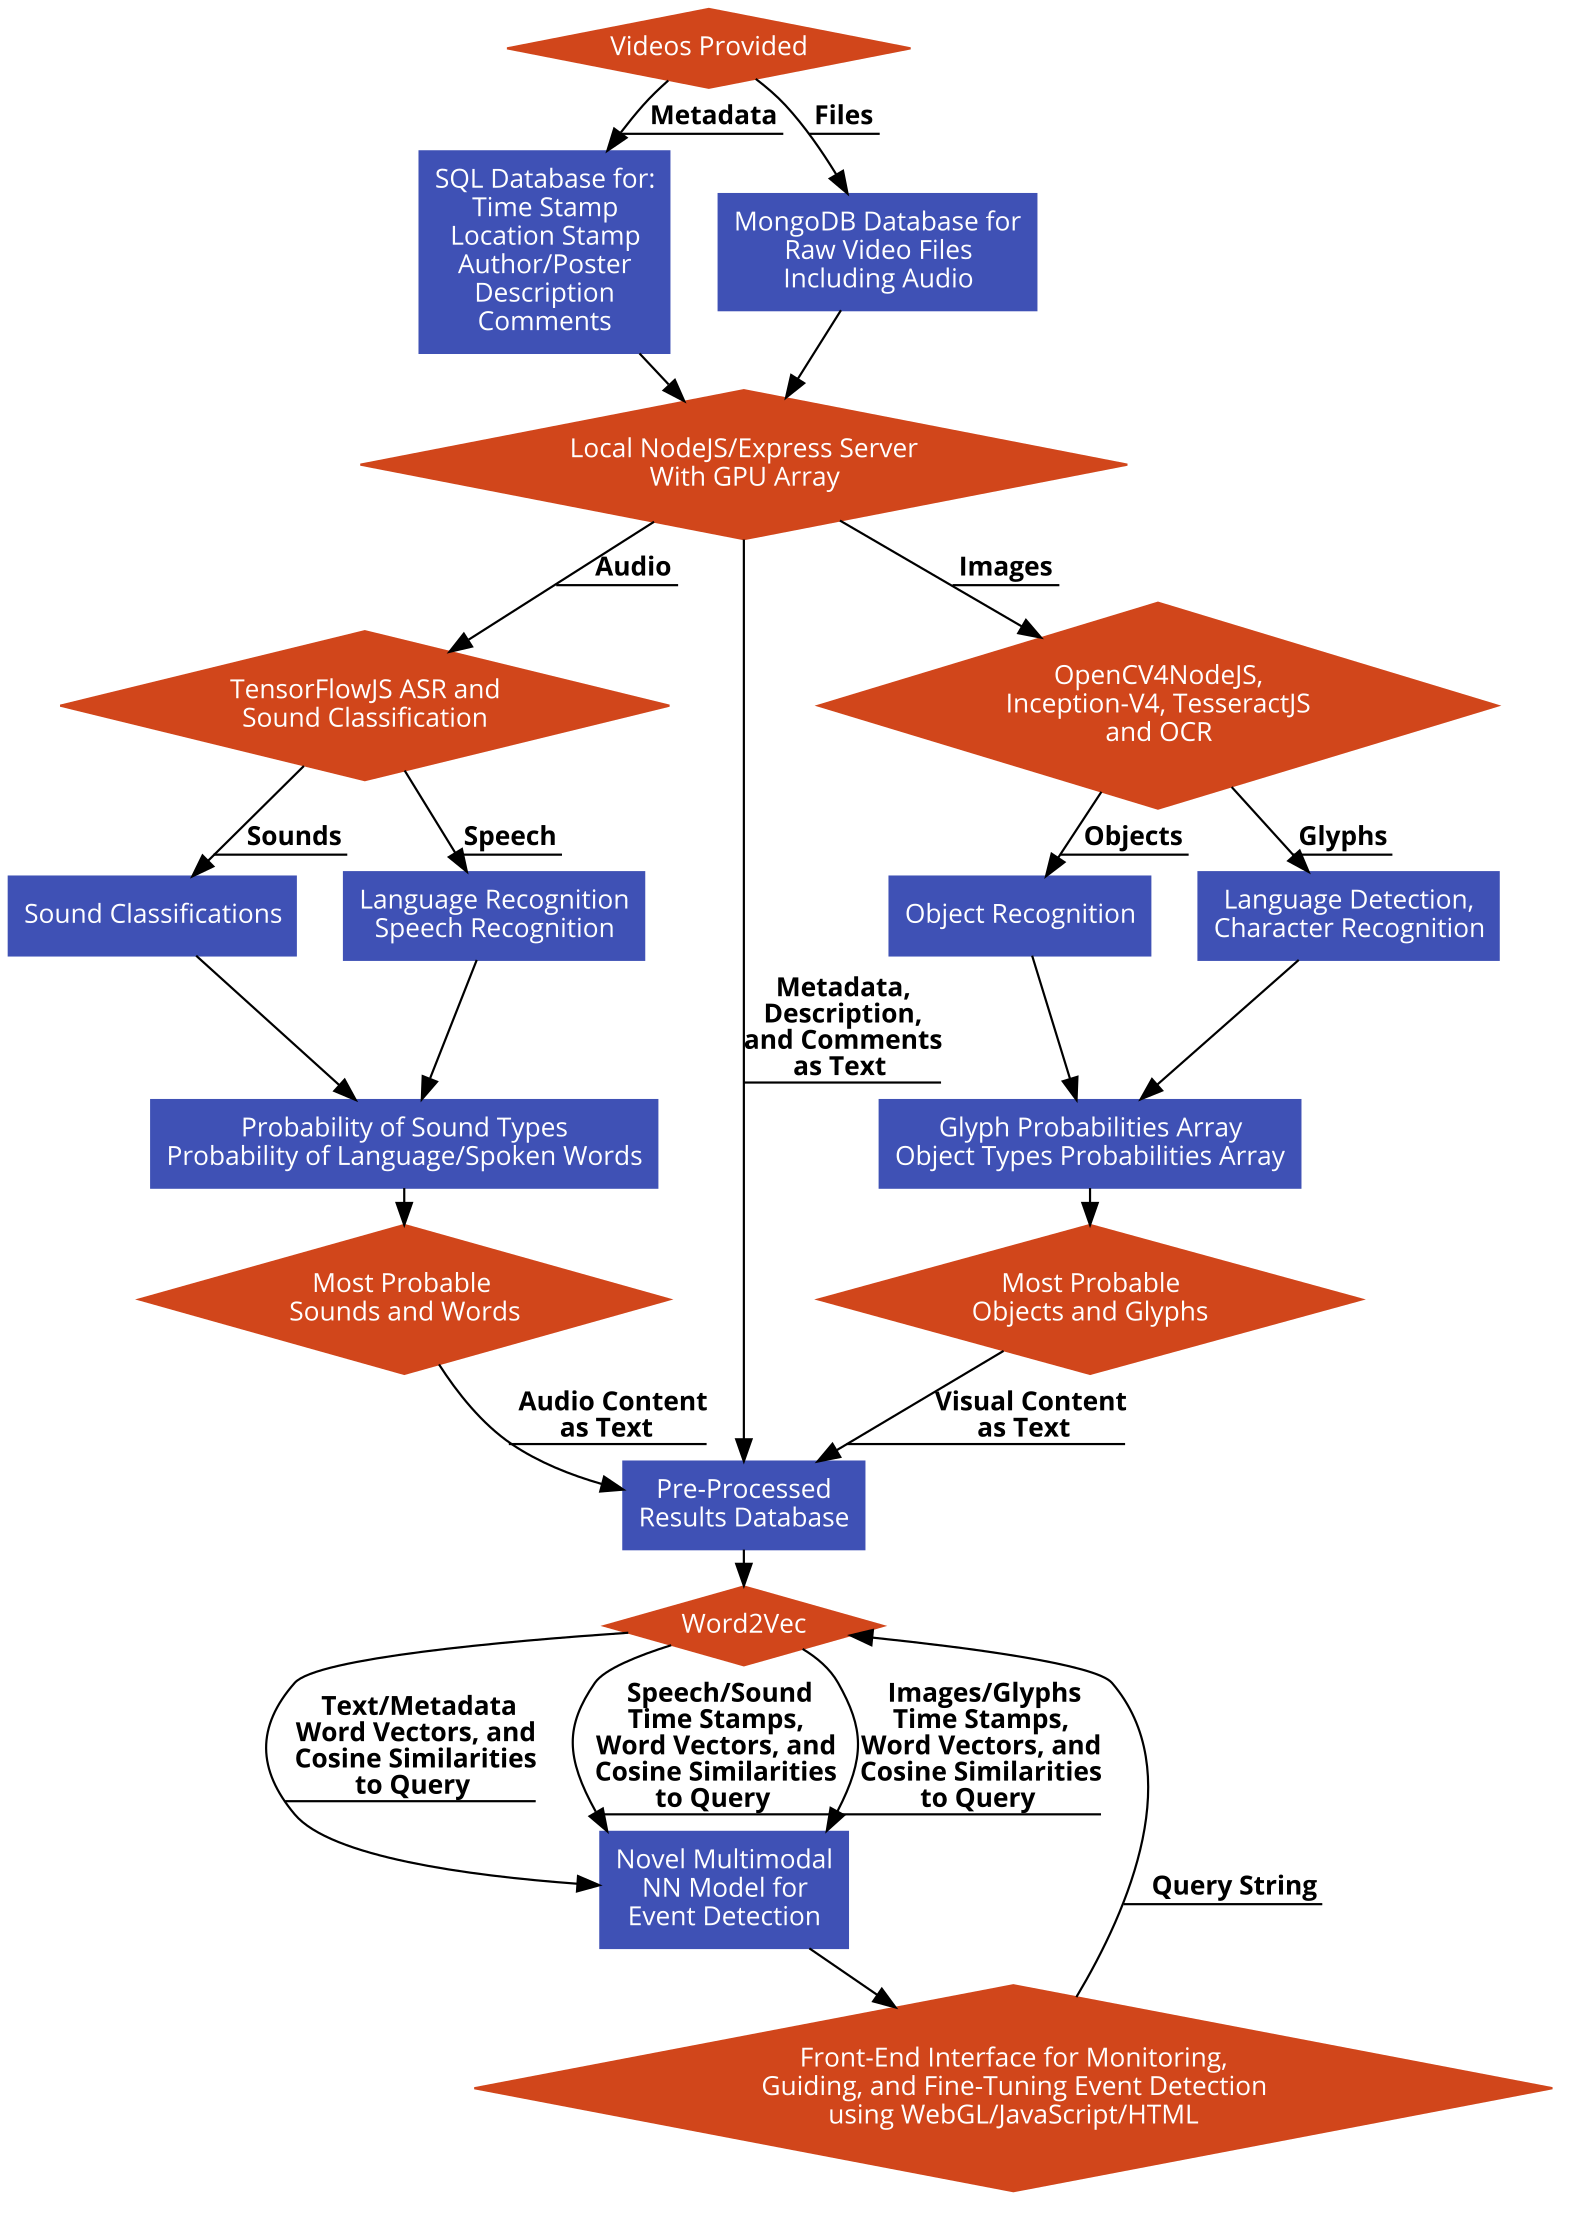 Videos Provided
Metadata
Files
SQL Database for:
Time Stamp
Location Stamp
Author/Poster
Description
Comments
MongoDB Database for
Raw Video Files
Including Audio
Local NodeJS/Express Server
With GPU Array
Audio
Images
TensorFlowJS ASR and
Sound Classification
OpenCV4NodeJS,
Inception-V4, TesseractJS
and OCR
Sounds
Speech
Objects
Glyphs
Sound Classifications
Language Recognition
Speech Recognition
Object Recognition
Language Detection,
Character Recognition
Metadata,
Description,
and Comments
as Text
Probability of Sound Types
Probability of Language/Spoken Words
Glyph Probabilities Array
Object Types Probabilities Array
Most Probable
Sounds and Words
Most Probable
Objects and Glyphs
Audio Content
as Text
Visual Content
as Text
Pre-Processed
Results Database
Word2Vec
Text/Metadata
Word Vectors, and
Cosine Similarities
to Query
Speech/Sound
Time Stamps,
Word Vectors, and
Cosine Similarities
to Query
Images/Glyphs
Time Stamps,
Word Vectors, and
Cosine Similarities
to Query
Novel Multimodal
NN Model for
Event Detection
Query String
Front-End Interface for Monitoring,
Guiding, and Fine-Tuning Event Detection
using WebGL/JavaScript/HTML